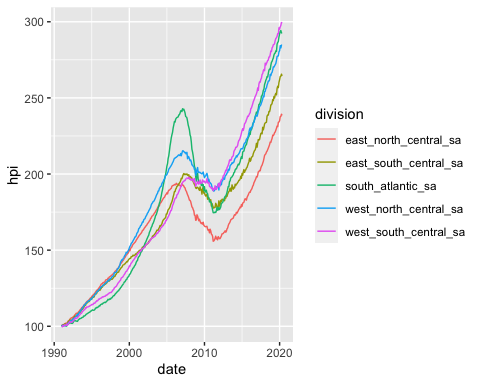 300
250
200
150
100
hpi
1990
2000
2010
2020
date
division
east_north_central_sa
east_south_central_sa
south_atlantic_sa
west_north_central_sa
west_south_central_sa